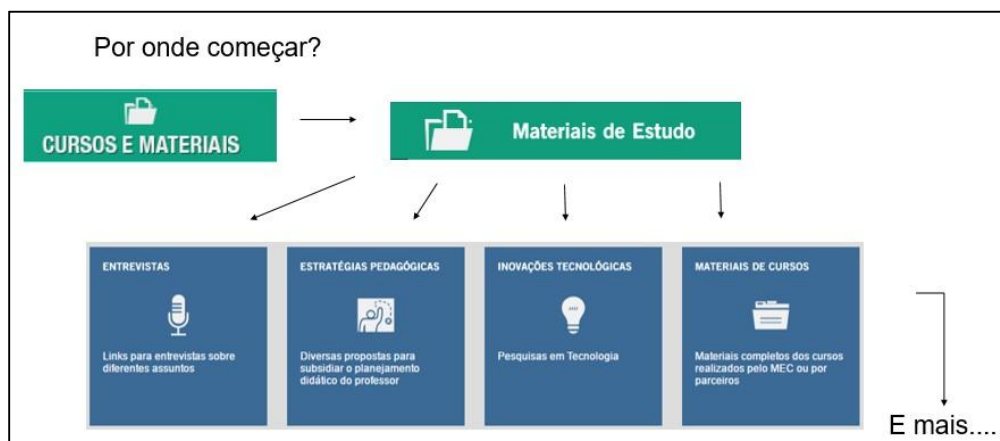 Por onde começar?
CURSOS E MATERIAIS
Materiais de Estudo
ENTREVISTAS
Links para entrevistas sobre
diferentes assuntos
ESTRATÉGIAS PEDAGÓGICAS
Diversas propostas para
subsidiar o planejamento
didático do professor
INOVAÇÕES TECNOLÓGICAS
Pesquisas em Tecnologia
MATERIAIS DE CURSOS
Materiais completos dos cursos
realizados pelo MEC ou por
parceiros
E mais....